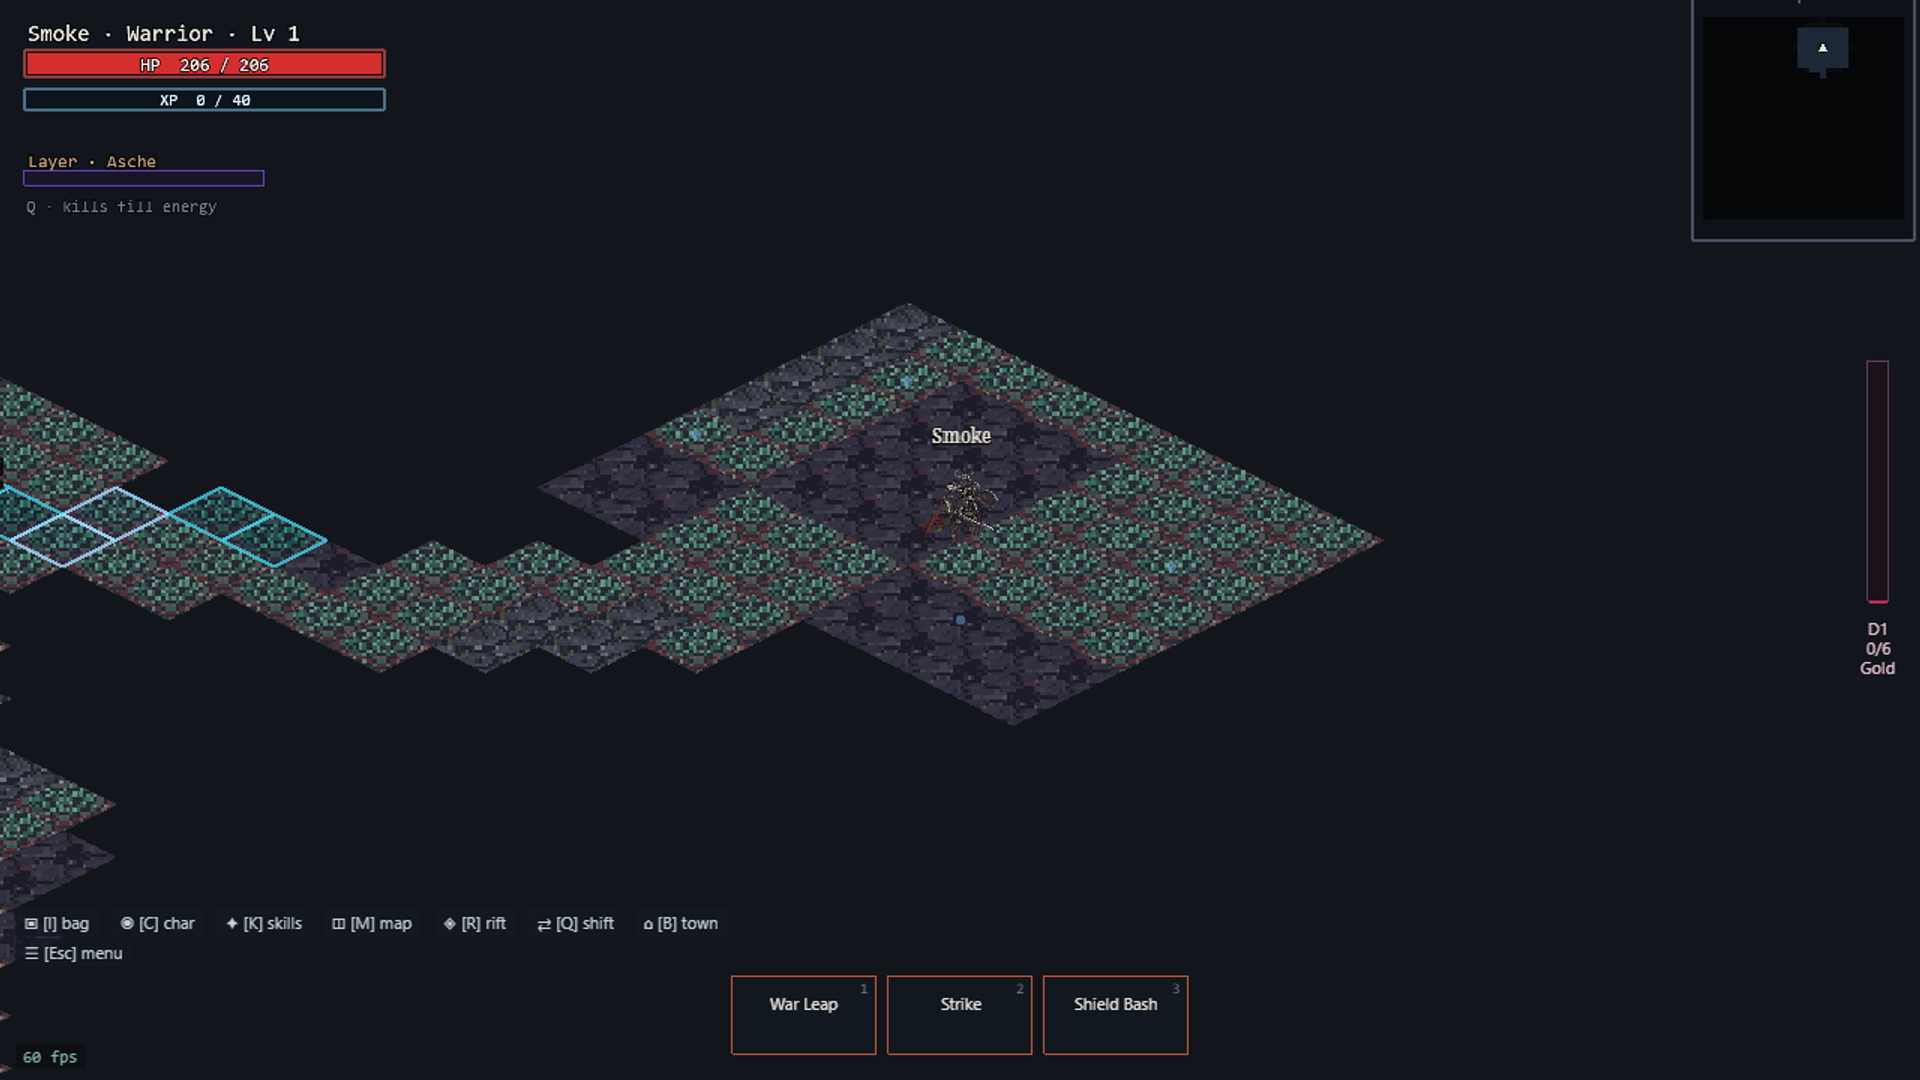 Smoke · Warrior · Lv 1
HP 206 / 206
XP 0 / 40
Layer · Asche
Q · kills fill energy
Smoke
D1
0/6
Gold
[I] bag
[C] char
[K] skills
[M] map
[R] rift
[Q] shift
[B] town
[Esc] menu
War Leap 1
Strike 2
Shield Bash 3
60 fps